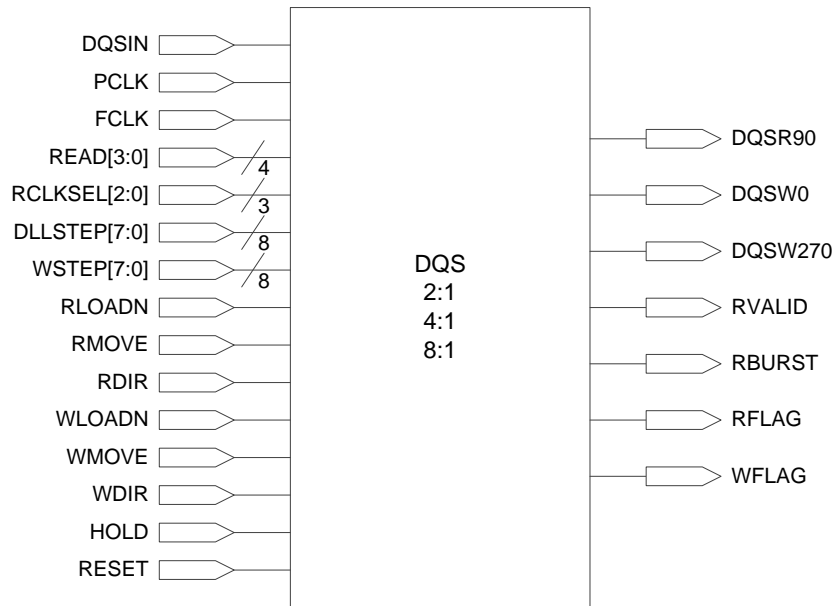 DQSIN
PCLK
FCLK
READ[3:0]
4
RCLKSEL[2:0]
3
DLLSTEP[7:0]
8
WSTEP[7:0]
8
RLOADN
RMOVE
RDIR
WLOADN
WMOVE
WDIR
HOLD
RESET
DQS
2:1
4:1
8:1
DQSR90
DQSW0
DQSW270
RVALID
RBURST
RFLAG
WFLAG